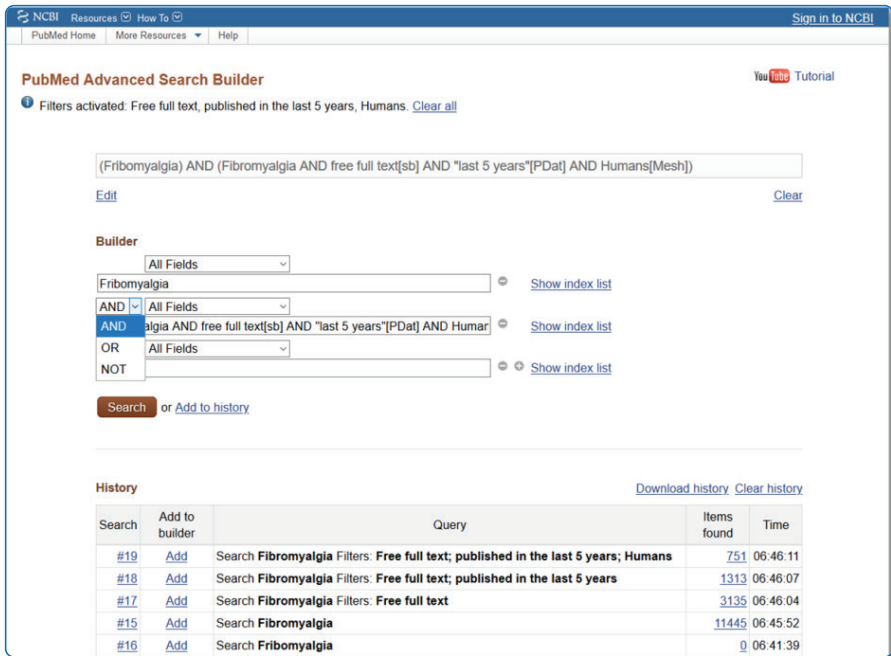 NCBI Resources How To Sign in to NCBI
PubMed Home More Resources Help
PubMed Advanced Search Builder
YouTube Tutorial
Filters activated: Free full text, published in the last 5 years, Humans. Clear all
(Fribomyalgia) AND (Fibromyalgia AND free full text[sb] AND "last 5 years"[PDat] AND Humans[Mesh])
Edit Clear
Builder
All Fields
Fribomyalgia Show index list
AND All Fields
AND algia AND free full text[sb] AND "last 5 years"[PDat] AND Humar Show index list
OR All Fields
NOT Show index list
Search or Add to history
History Download history Clear history
Search Add to builder Query Items found Time
#19 Add Search Fibromyalgia Filters: Free full text; published in the last 5 years; Humans 751 06:46:11
#18 Add Search Fibromyalgia Filters: Free full text; published in the last 5 years 1313 06:46:07
#17 Add Search Fibromyalgia Filters: Free full text 3135 06:46:04
#15 Add Search Fibromyalgia 11445 06:45:52
#16 Add Search Fribomyalgia 0 06:41:39